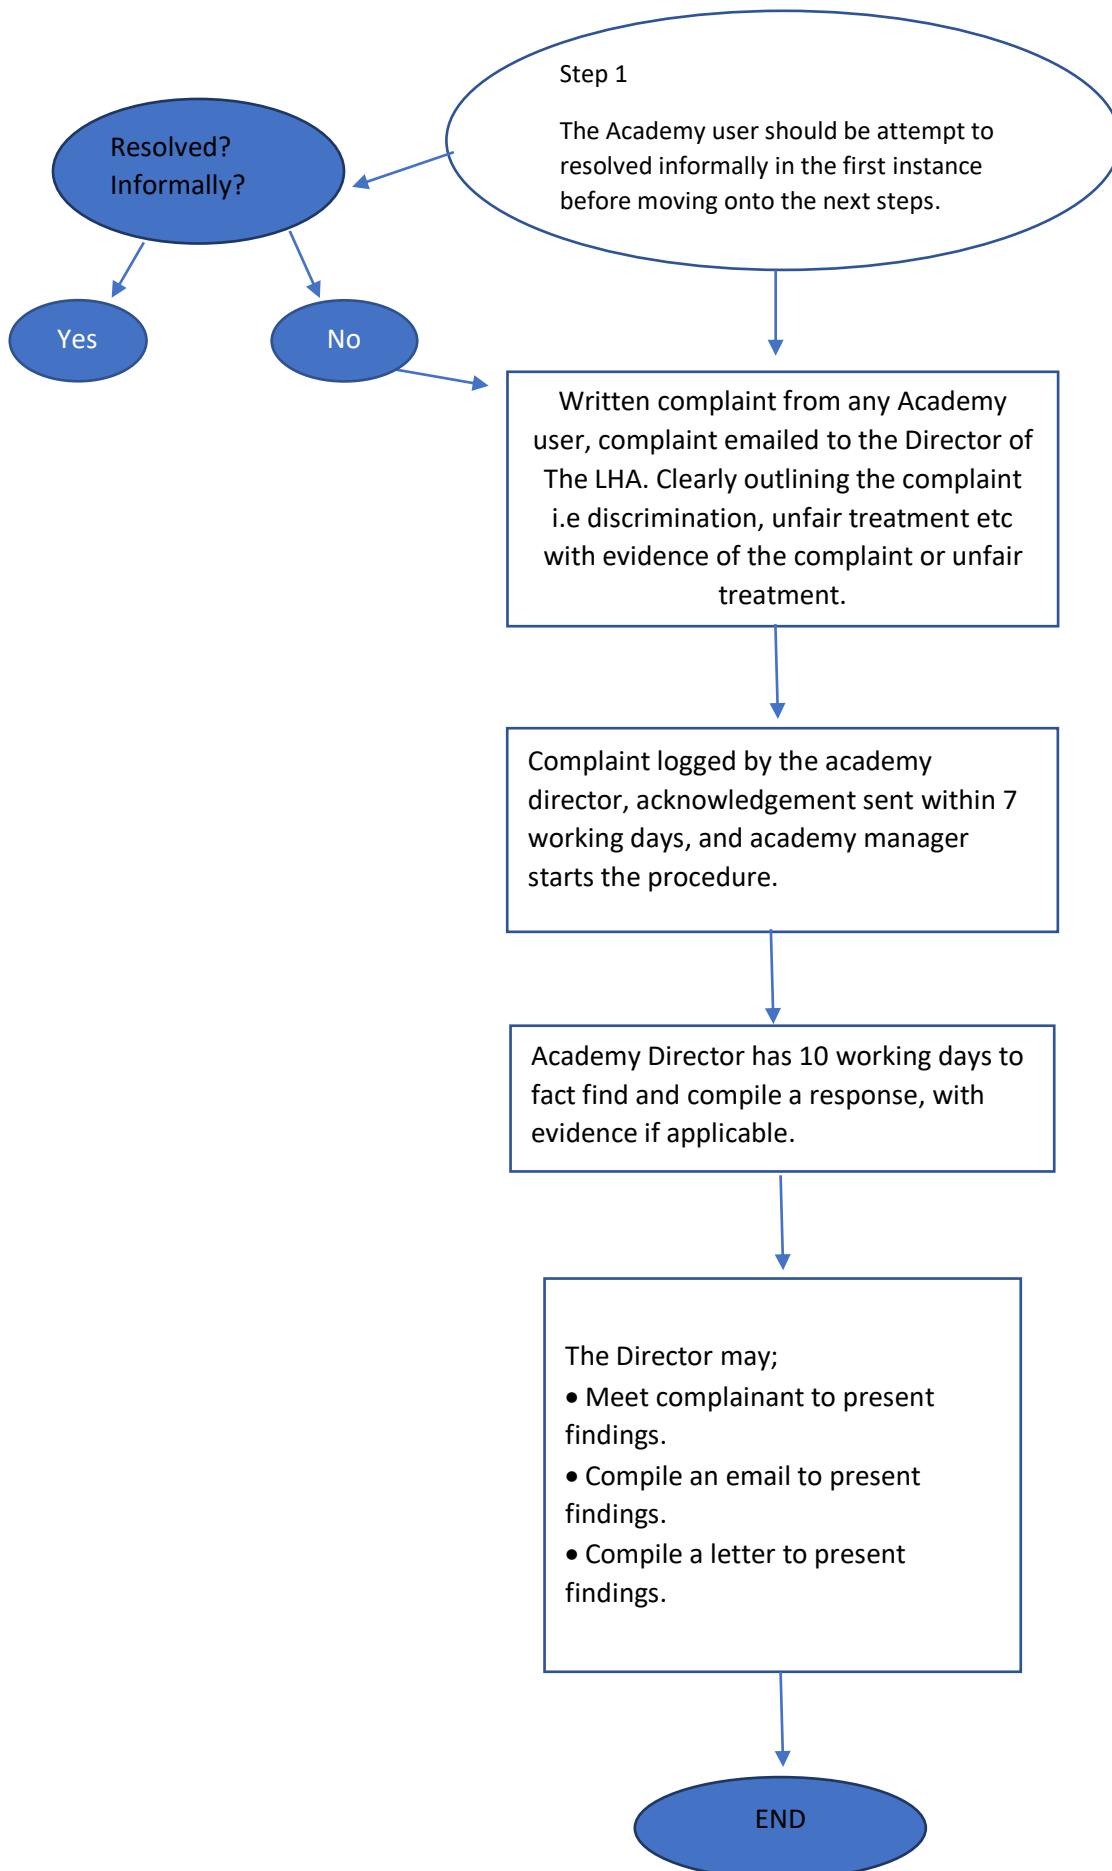 Step 1
The Academy user should be attempt to
resolved informally in the first instance
before moving onto the next steps.
Resolved?
Informally?
Yes
No
Written complaint from any Academy
user, complaint emailed to the Director of
The LHA. Clearly outlining the complaint
i.e discrimination, unfair treatment etc
with evidence of the complaint or unfair
treatment.
Complaint logged by the academy
director, acknowledgement sent within 7
working days, and academy manager
starts the procedure.
Academy Director has 10 working days to
fact find and compile a response, with
evidence if applicable.
The Director may;
• Meet complainant to present
findings.
• Compile an email to present
findings.
• Compile a letter to present
findings.
END